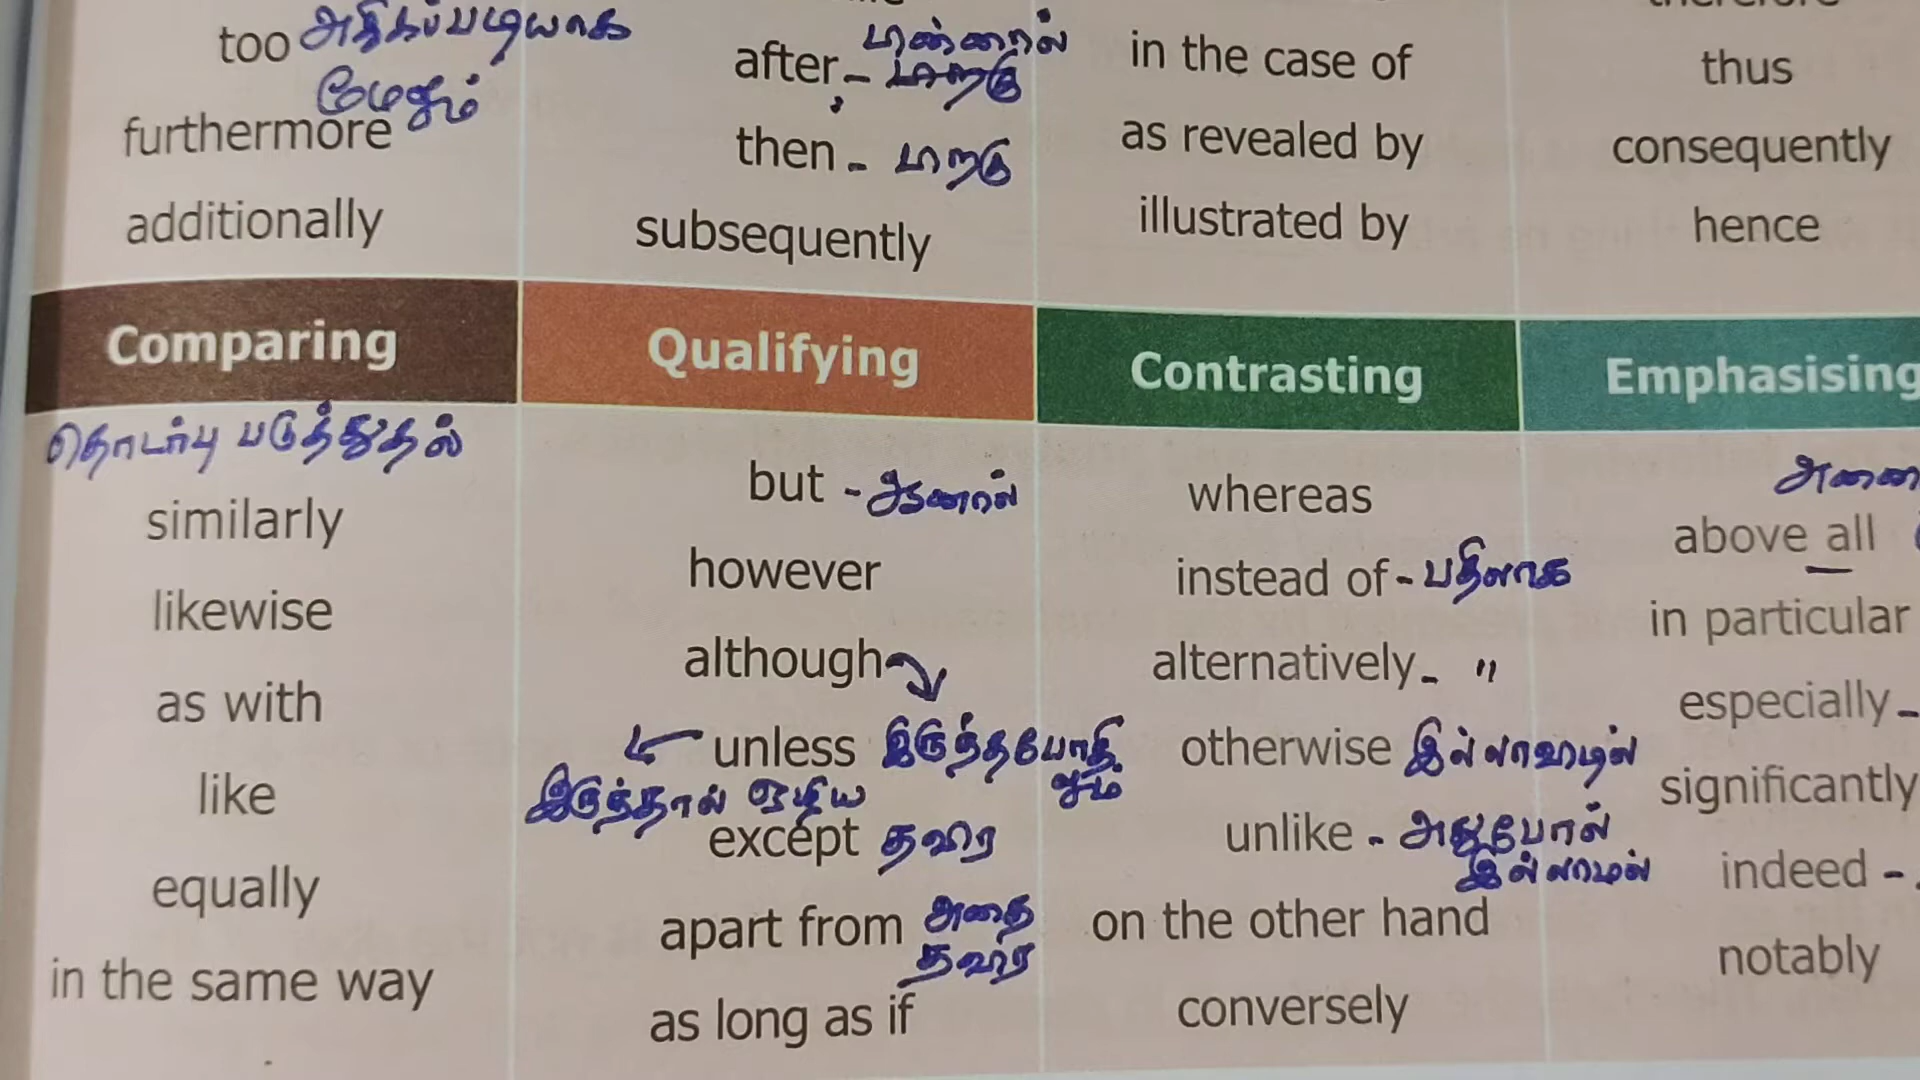 too அதிகப்படியாக
மேலும்
furthermore
additionally
after - பின்னால்
then -
subsequently
in the case of
as revealed by
illustrated by
therefore
thus
consequently
hence
Comparing
தொடர்பு படுத்துதல்
similarly
likewise
as with
like
equally
in the same way
Qualifying
but - ஆனால்
however
although
unless இருந்தபோதி
லும்
இருந்தால் ஒழிய
except தவிர
apart from அதை
தவிர
as long as if
Contrasting
whereas
instead of - பதிலாக
alternatively - "
otherwise இல்லாவிடில்
unlike - அதுபோல்
இல்லாமல்
on the other hand
conversely
Emphasising
above all
in particular
especially -
significantly
indeed -
notably